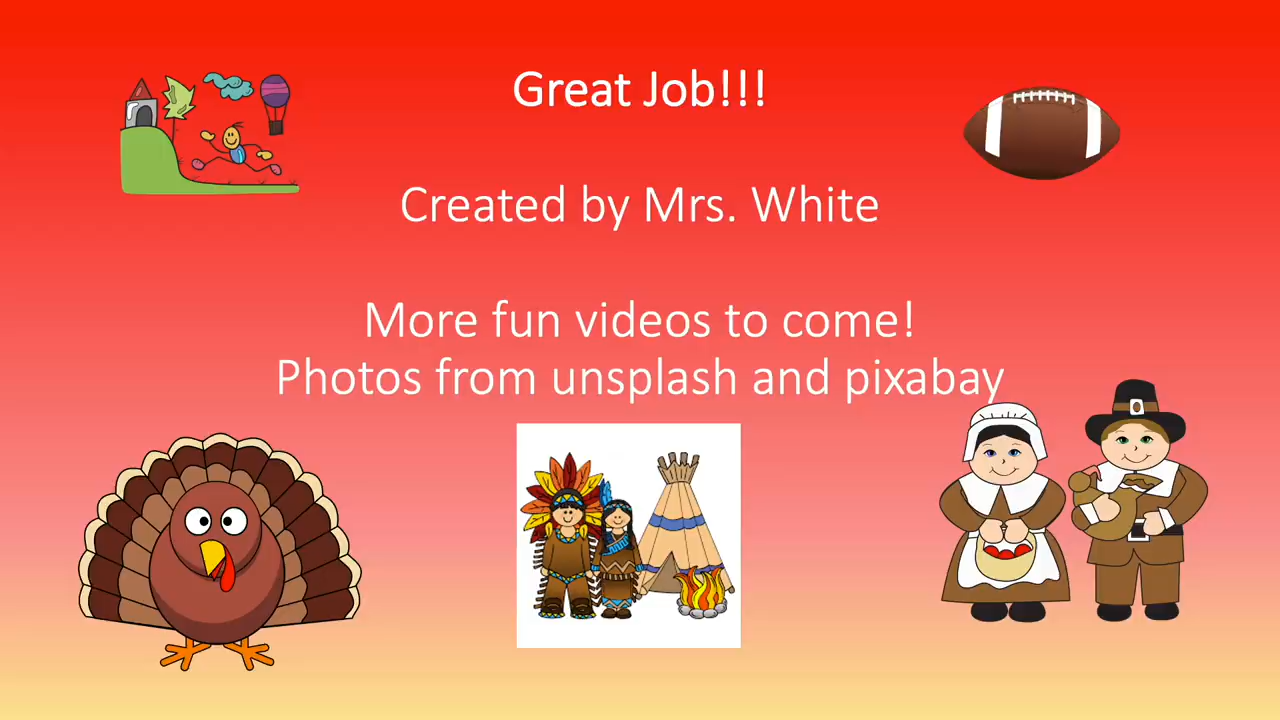 Great Job!!!
Created by Mrs. White
More fun videos to come!
Photos from unsplash and pixabay